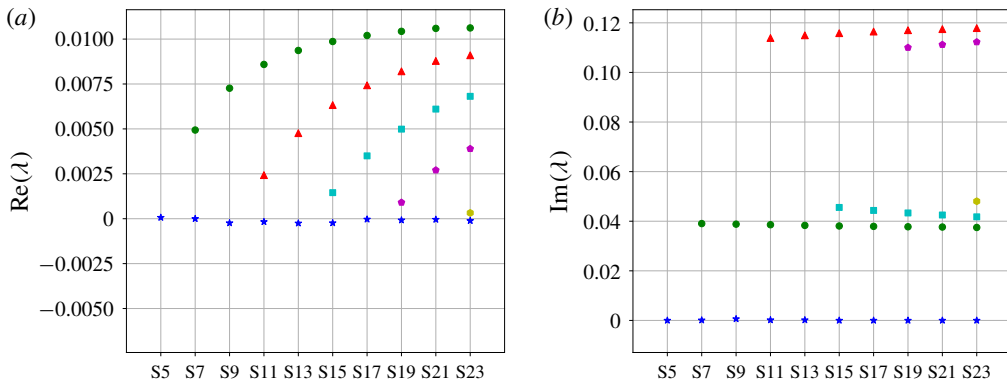 (a)
0.0100
0.0075
0.0050
0.0025
0
−0.0025
−0.0050
Re(λ)
S5 S7 S9 S11 S13 S15 S17 S19 S21 S23
(b)
0.12
0.10
0.08
0.06
0.04
0.02
0
Im(λ)
S5 S7 S9 S11 S13 S15 S17 S19 S21 S23